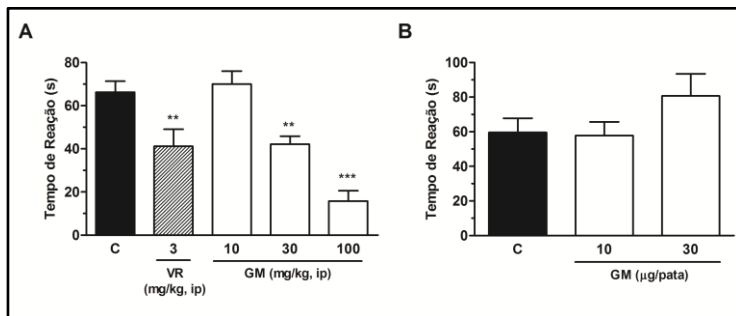 A
Tempo de Reação (s)
80
60
40
20
0
**
**
***
C
3
10
30
100
VR
(mg/kg, ip)
GM (mg/kg, ip)
B
Tempo de Reação (s)
100
80
60
40
20
0
C
10
30
GM (µg/pata)